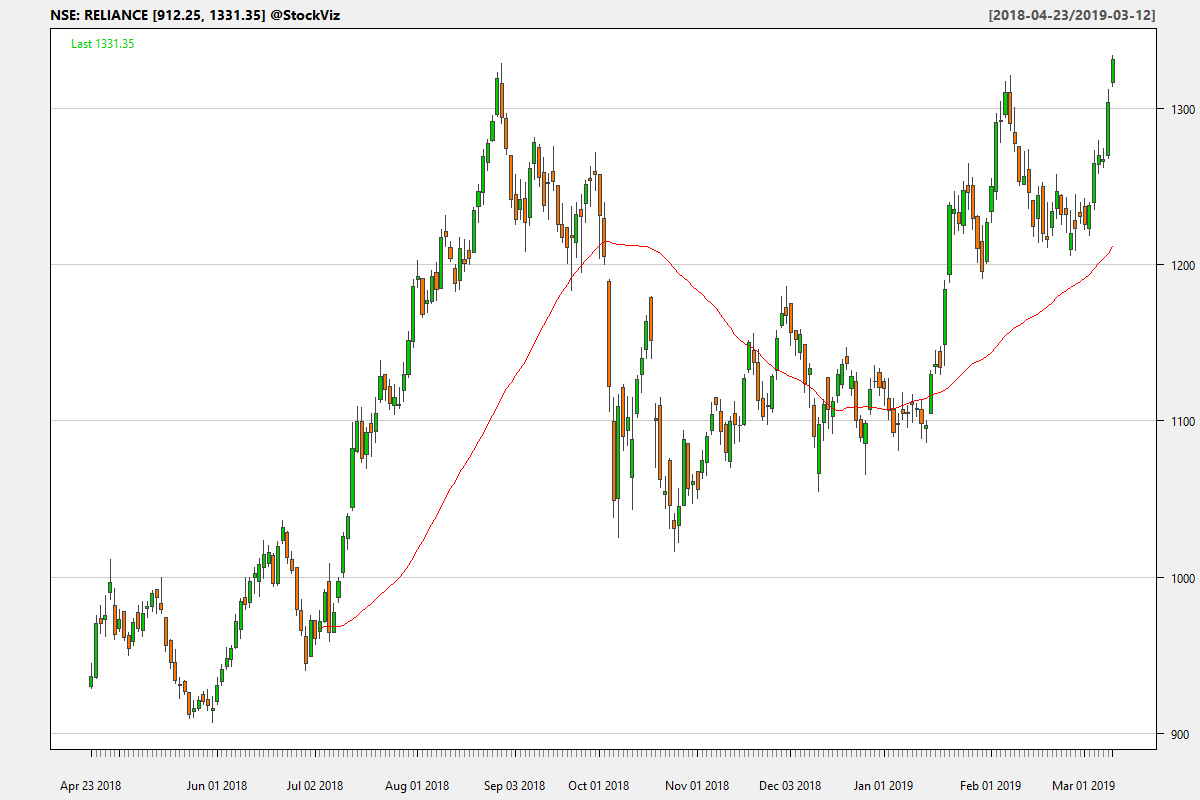 NSE: RELIANCE [912.25, 1331.35] @StockViz [2018-04-23/2019-03-12]
Last 1331.35
1300
1200
1100
1000
900
Apr 23 2018 Jun 01 2018 Jul 02 2018 Aug 01 2018 Sep 03 2018 Oct 01 2018 Nov 01 2018 Dec 03 2018 Jan 01 2019 Feb 01 2019 Mar 01 2019